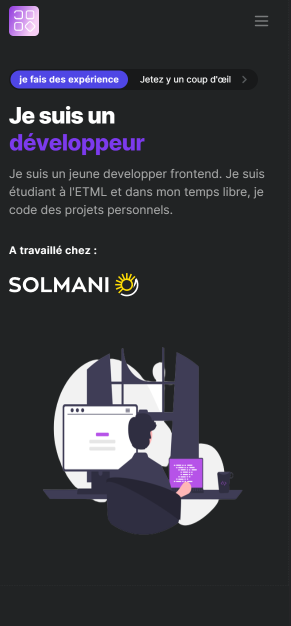 je fais des expérience Jetez y un coup d'œil
Je suis un
développeur
Je suis un jeune developper frontend. Je suis
étudiant à l'ETML et dans mon temps libre, je
code des projets personnels.
A travaillé chez :
SOLMANI